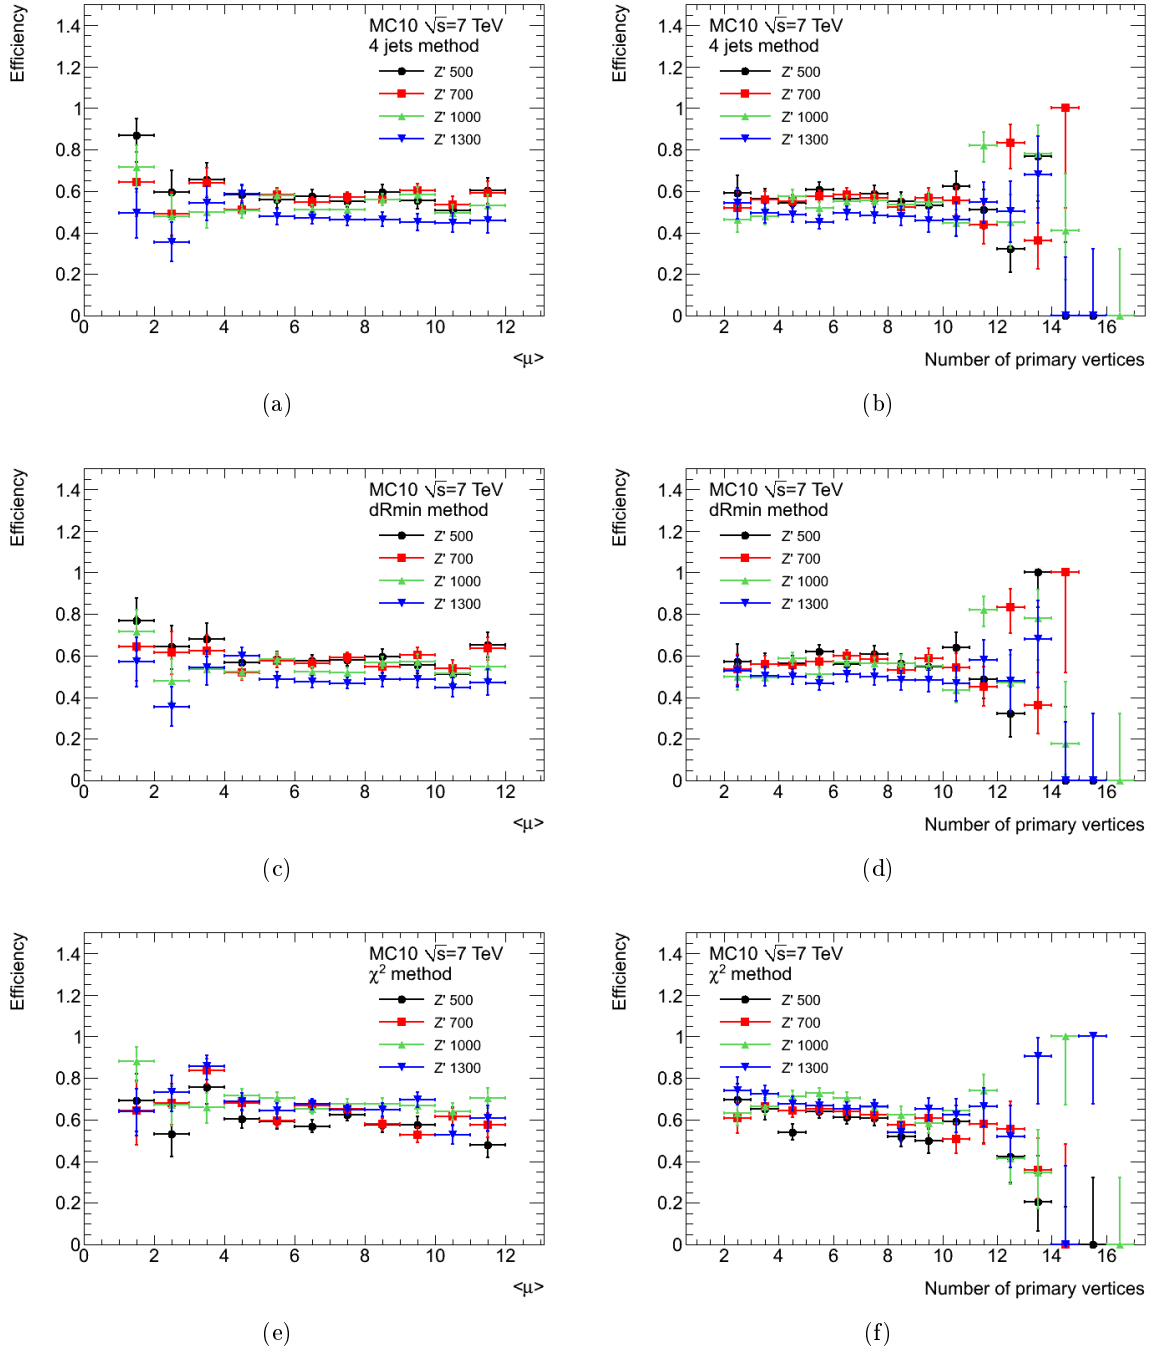 Efficiency
1.4
1.2
1
0.8
0.6
0.4
0.2
0
MC10 √s=7 TeV
4 jets method
Z' 500
Z' 700
Z' 1000
Z' 1300
0 2 4 6 8 10 12
<μ>
(a)
Efficiency
1.4
1.2
1
0.8
0.6
0.4
0.2
0
MC10 √s=7 TeV
4 jets method
Z' 500
Z' 700
Z' 1000
Z' 1300
2 4 6 8 10 12 14 16
Number of primary vertices
(b)
Efficiency
1.4
1.2
1
0.8
0.6
0.4
0.2
0
MC10 √s=7 TeV
dRmin method
Z' 500
Z' 700
Z' 1000
Z' 1300
0 2 4 6 8 10 12
<μ>
(c)
Efficiency
1.4
1.2
1
0.8
0.6
0.4
0.2
0
MC10 √s=7 TeV
dRmin method
Z' 500
Z' 700
Z' 1000
Z' 1300
2 4 6 8 10 12 14 16
Number of primary vertices
(d)
Efficiency
1.4
1.2
1
0.8
0.6
0.4
0.2
0
MC10 √s=7 TeV
χ² method
Z' 500
Z' 700
Z' 1000
Z' 1300
0 2 4 6 8 10 12
<μ>
(e)
Efficiency
1.4
1.2
1
0.8
0.6
0.4
0.2
0
MC10 √s=7 TeV
χ² method
Z' 500
Z' 700
Z' 1000
Z' 1300
2 4 6 8 10 12 14 16
Number of primary vertices
(f)